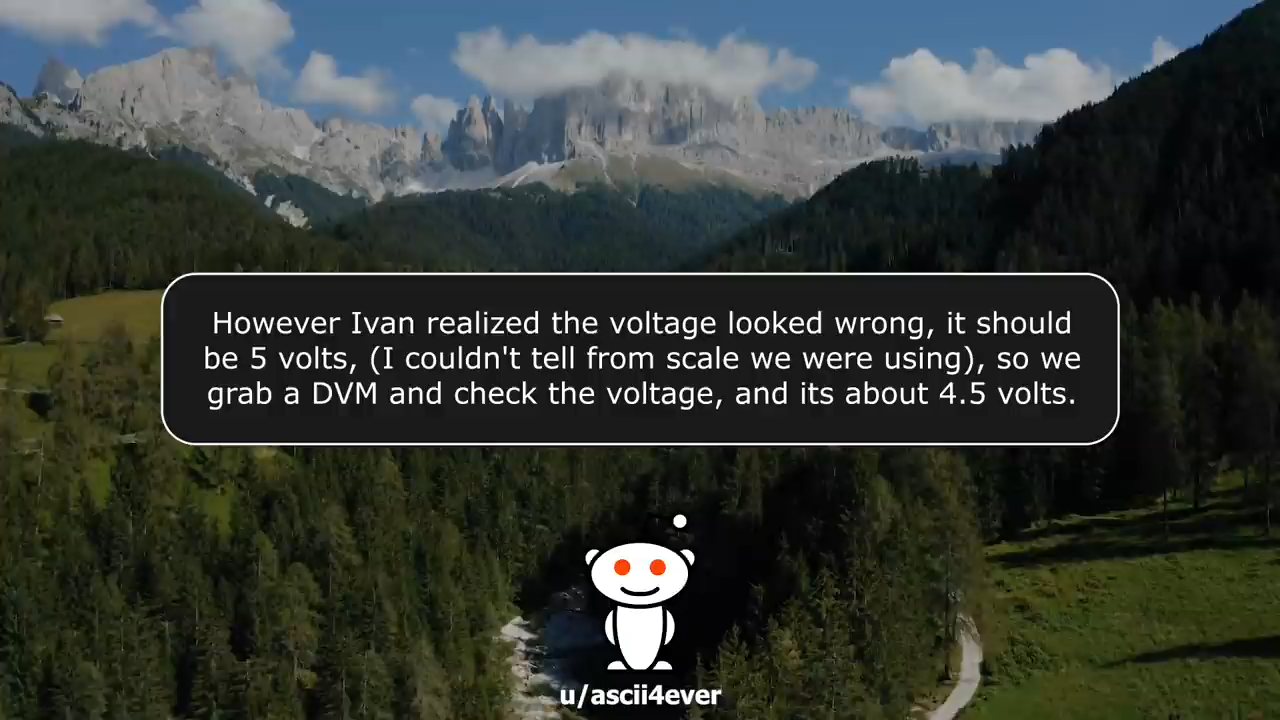 However Ivan realized the voltage looked wrong, it should
be 5 volts, (I couldn't tell from scale we were using), so we
grab a DVM and check the voltage, and its about 4.5 volts.
u/ascii4ever